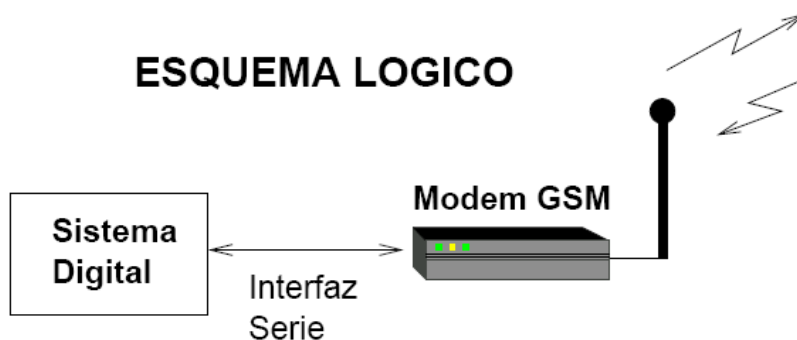 ESQUEMA LOGICO
Modem GSM
Sistema
Digital
Interfaz
Serie